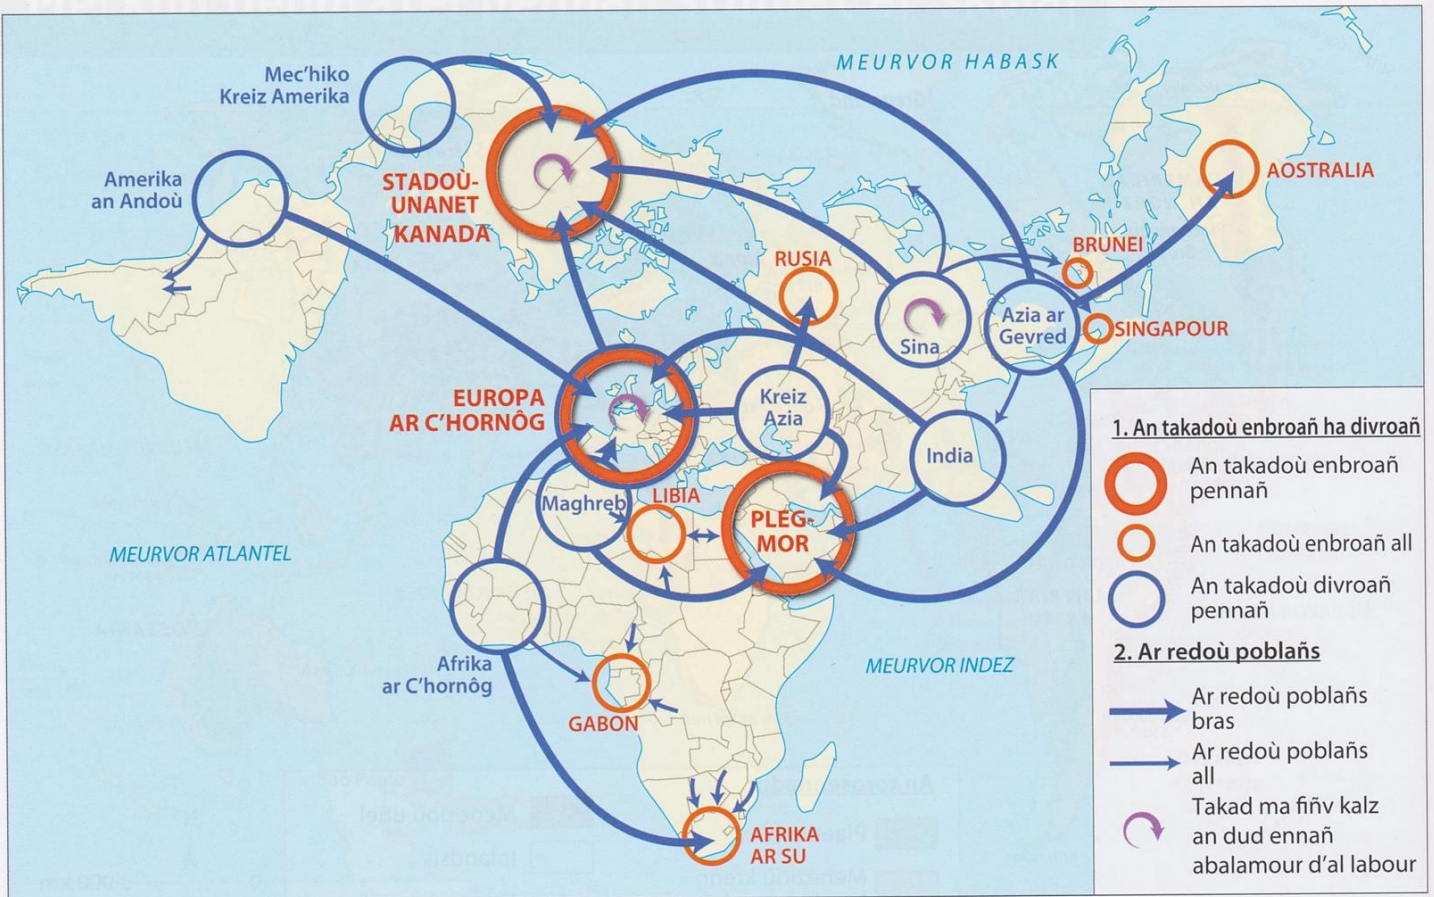 MEURVOR HABASK
Mec'hiko
Kreiz Amerika
Amerika
an Andoù
STADOÙ-
UNANET
KANADA
AOSTRALIA
BRUNEI
RUSIA
SINGAPOUR
Azia ar
Gevred
Sina
EUROPA
AR C'HORNÔG
Kreiz
Azia
India
Maghreb
LIBIA
PLEG-
MOR
MEURVOR ATLANTEL
Afrika
ar C'hornôg
MEURVOR INDEZ
GABON
AFRIKA
AR SU
1. An takadoù enbroañ ha divroañ
An takadoù enbroañ
pennañ
An takadoù enbroañ all
An takadoù divroañ
pennañ
2. Ar redoù poblañs
Ar redoù poblañs
bras
Ar redoù poblañs
all
Takad ma fiñv kalz
an dud ennañ
abalamour d'al labour